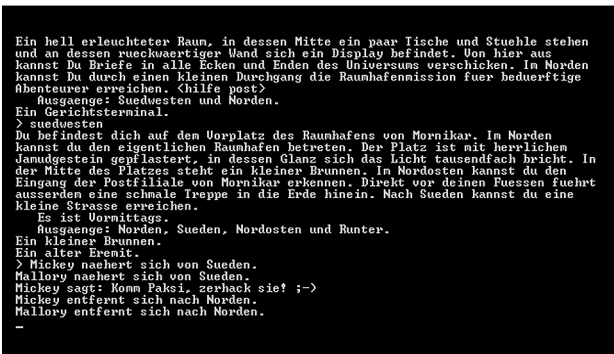 Ein hell erleuchteter Raum, in dessen Mitte ein paar Tische und Stuehle stehen
und an dessen rueckwaertiger Wand sich ein Display befindet. Von hier aus
kannst Du Briefe in alle Ecken und Enden des Universums verschicken. Im Norden
kannst Du durch einen kleinen Durchgang die Raumhafenmission fuer beduerftige
Abenteurer erreichen. <hilfe post>
Ausgaenge: Suedwesten und Norden.
Ein Gerichtsterminal.
> suedwesten
Du befindest dich auf dem Vorplatz des Raumhafens von Mornikar. Im Norden
kannst du den eigentlichen Raumhafen betreten. Der Platz ist mit herrlichem
Jamudgestein gepflastert, in dessen Glanz sich das Licht tausendfach bricht. In
der Mitte des Platzes steht ein kleiner Brunnen. Im Nordosten kannst du den
Eingang der Postfiliale von Mornikar erkennen. Direkt vor deinen Fuessen fuehrt
ausserdem eine schmale Treppe in die Erde hinein. Nach Sueden kannst du eine
kleine Strasse erreichen.
Es ist Vormittags.
Ausgaenge: Norden, Sueden, Nordosten und Runter.
Ein kleiner Brunnen.
Ein alter Eremit.
> Mickey naehert sich von Sueden.
Mallory naehert sich von Sueden.
Mickey sagt: Komm Paksi, zerhack sie! ;-)
Mickey entfernt sich nach Norden.
Mallory entfernt sich nach Norden.